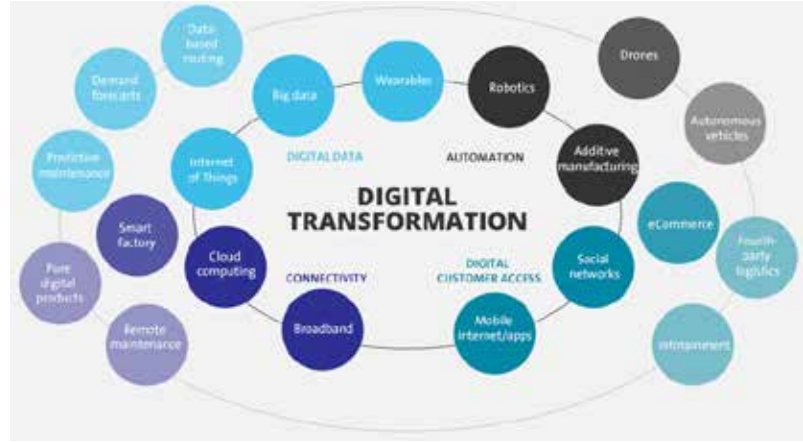 Data-
based
routing
Demand
forecasts
Predictive
maintenance
Big data
Wearables
Internet
of Things
DIGITAL DATA
Robotics
Additive
manufacturing
AUTOMATION
Drones
Autonomous
vehicles
DIGITAL
TRANSFORMATION
Smart
factory
Pure
digital
products
Remote
maintenance
Cloud
computing
Broadband
CONNECTIVITY
DIGITAL
CUSTOMER ACCESS
Social
networks
Mobile
internet/apps
eCommerce
Fourth-
party
logistics
Infotainment